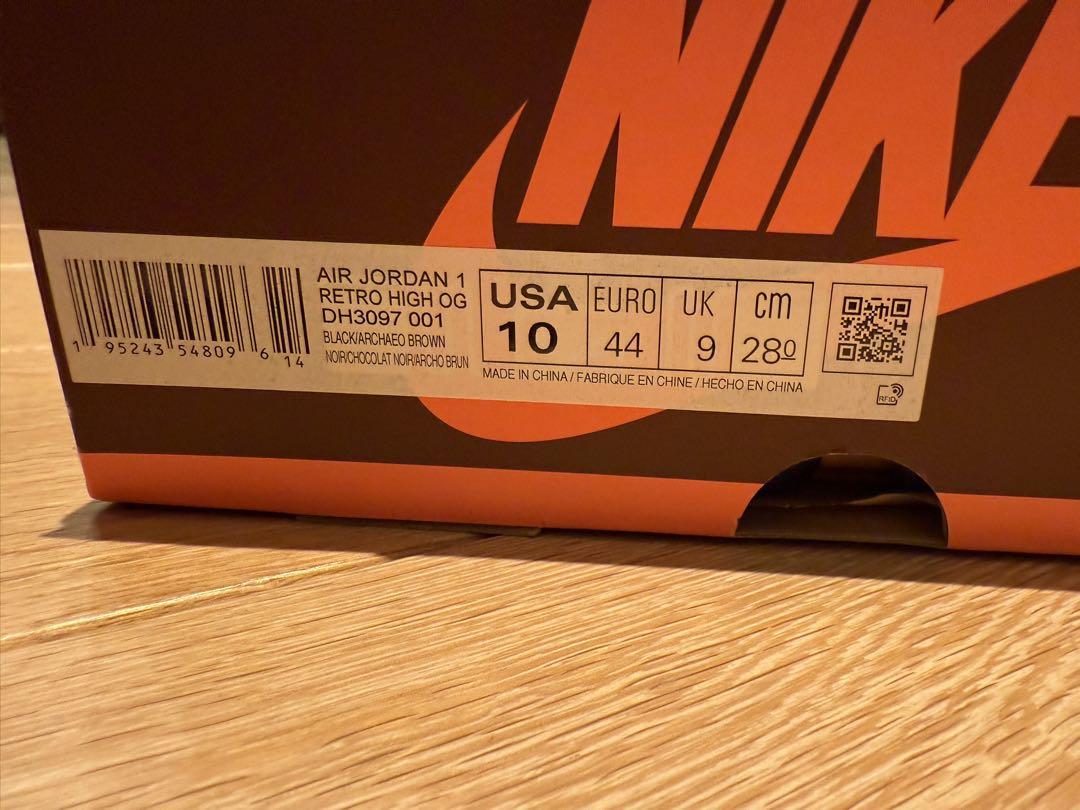 NIKE
AIR JORDAN 1
RETRO HIGH OG
DH3097 001
BLACK/ARCHAEO BROWN
NOIR/CHOCOLAT NOIR/ARCHO BRUN
1 95243 54809 6 14
USA EURO UK cm
10 44 9 280
MADE IN CHINA / FABRIQUE EN CHINE / HECHO EN CHINA
RFID